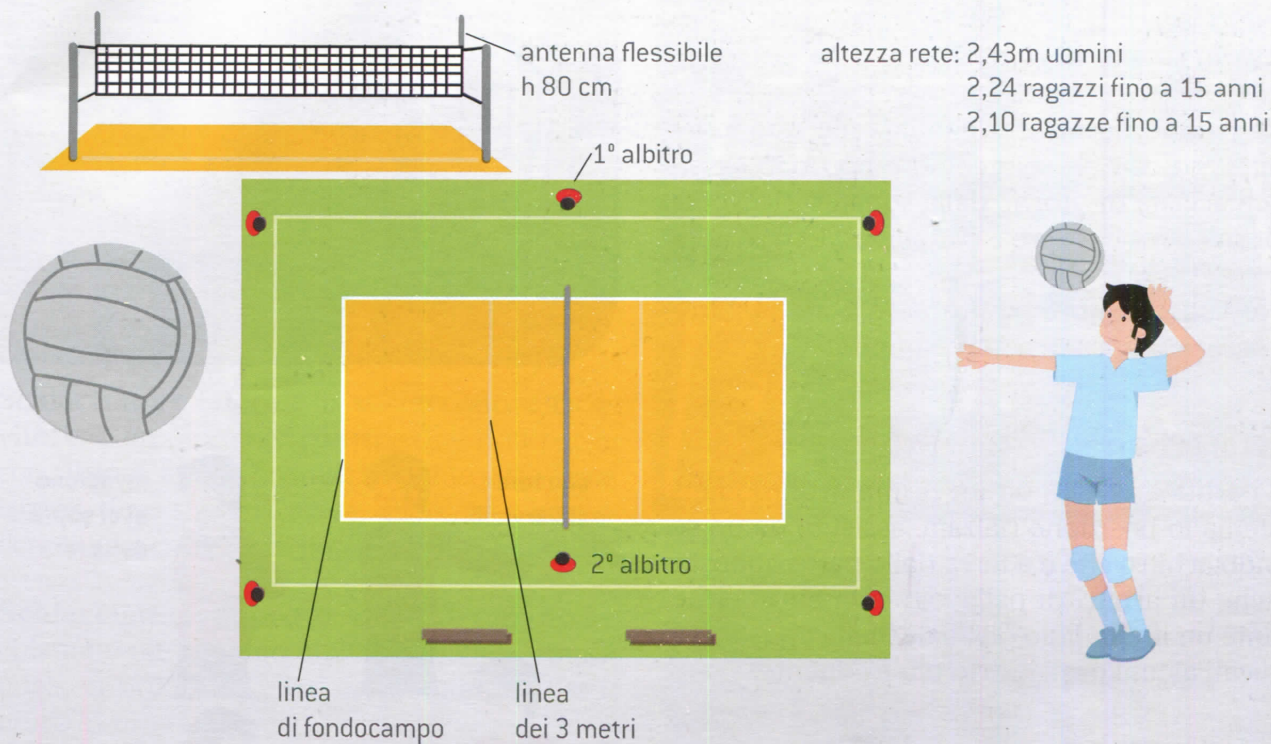 antenna flessibile
h 80 cm
altezza rete: 2,43m uomini
2,24 ragazzi fino a 15 anni
2,10 ragazze fino a 15 anni
1° albitro
2° albitro
linea
di fondocampo
linea
dei 3 metri